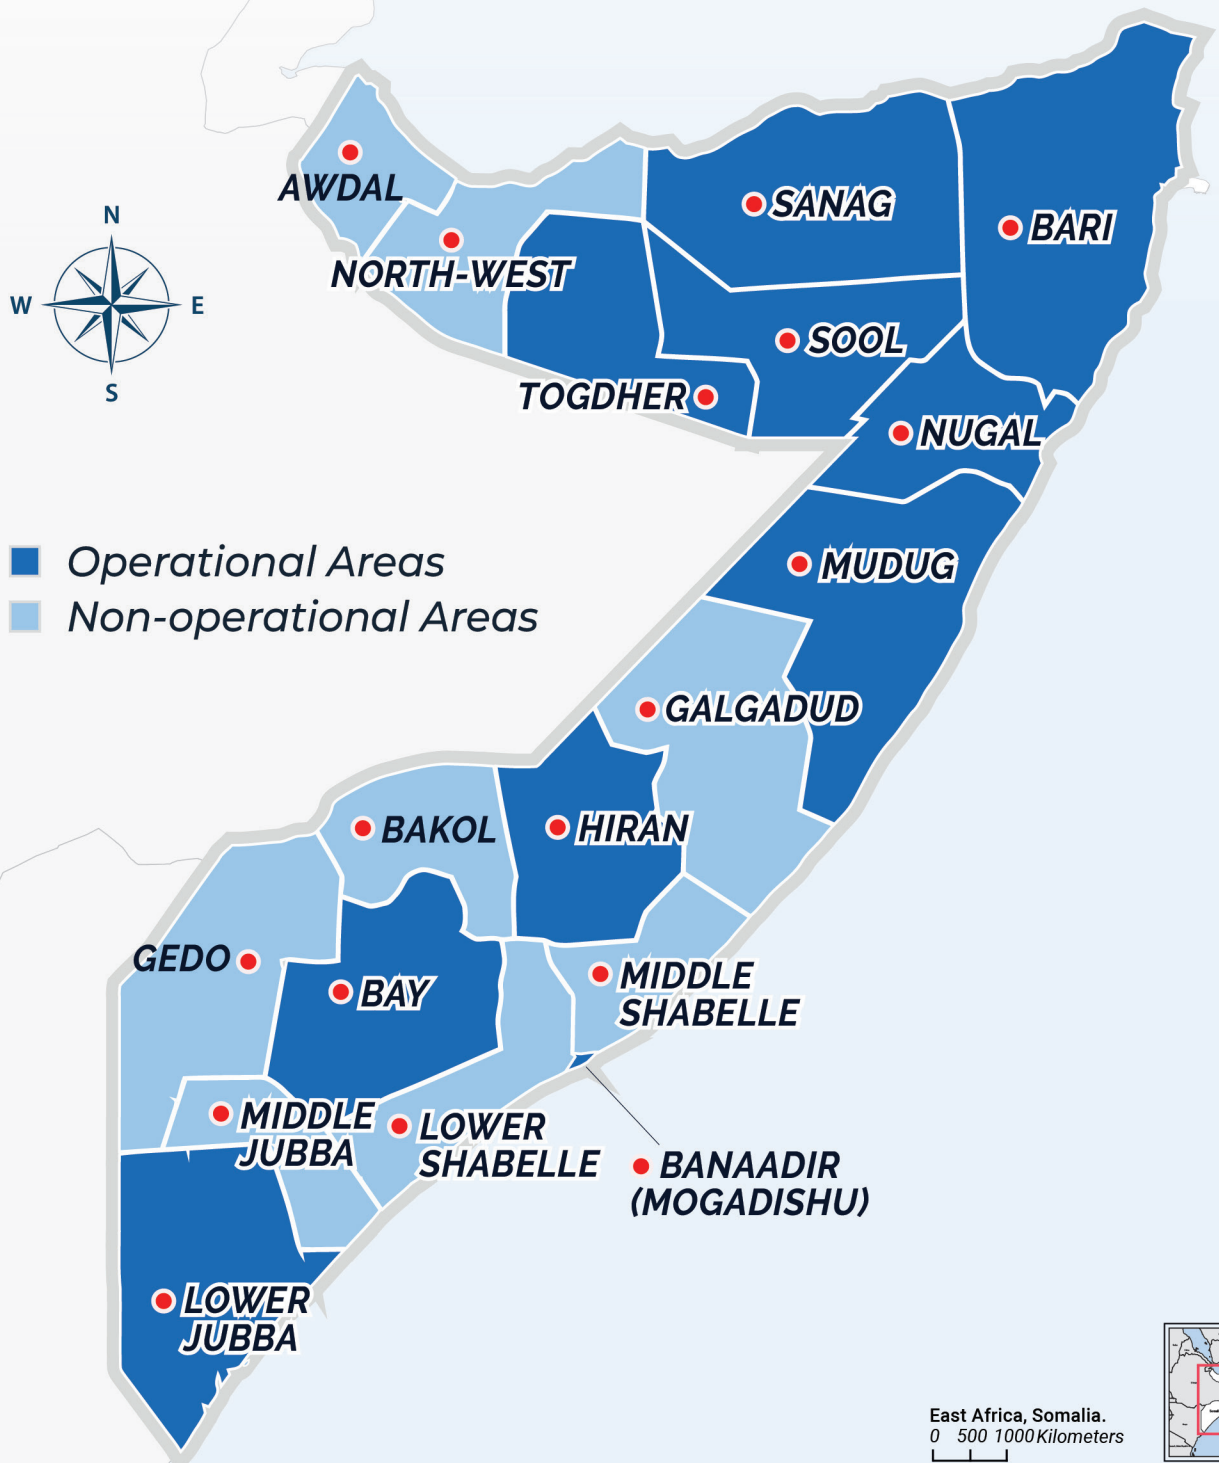 AWDAL
SANAG
BARI
N
W
E
S
NORTH-WEST
SOOL
TOGDHER
NUGAL
Operational Areas
Non-operational Areas
MUDUG
GALGADUD
BAKOL
HIRAN
GEDO
BAY
MIDDLE
SHABELLE
MIDDLE
JUBBA
LOWER
SHABELLE
BANAADIR
(MOGADISHU)
LOWER
JUBBA
East Africa, Somalia.
0 500 1000 Kilometers